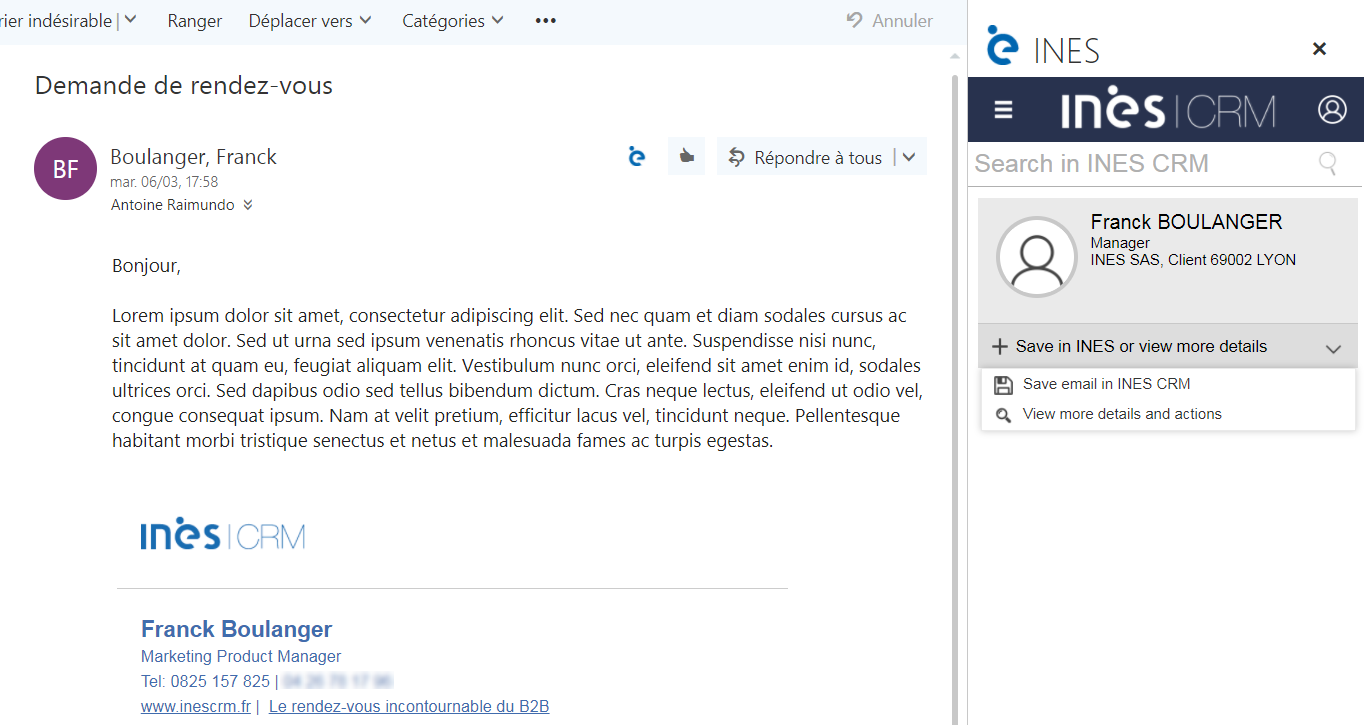 rier indésirable | Ranger Déplacer vers Catégories ••• Annuler
Demande de rendez-vous
BF
Boulanger, Franck
mar. 06/03, 17:58
Antoine Raimundo
Répondre à tous
Bonjour,
Lorem ipsum dolor sit amet, consectetur adipiscing elit. Sed nec quam et diam sodales cursus ac
sit amet dolor. Sed ut urna sed ipsum venenatis rhoncus vitae ut ante. Suspendisse nisi nunc,
tincidunt at quam eu, feugiat aliquam elit. Vestibulum nunc orci, eleifend sit amet enim id, sodales
ultrices orci. Sed dapibus odio sed tellus bibendum dictum. Cras neque lectus, eleifend ut odio vel,
congue consequat ipsum. Nam at velit pretium, efficitur lacus vel, tincidunt neque. Pellentesque
habitant morbi tristique senectus et netus et malesuada fames ac turpis egestas.
inès|CRM
Franck Boulanger
Marketing Product Manager
Tel: 0825 157 825 |
www.inescrm.fr | Le rendez-vous incontournable du B2B
INES
inès|CRM
Search in INES CRM
Franck BOULANGER
Manager
INES SAS, Client 69002 LYON
Save in INES or view more details
Save email in INES CRM
View more details and actions